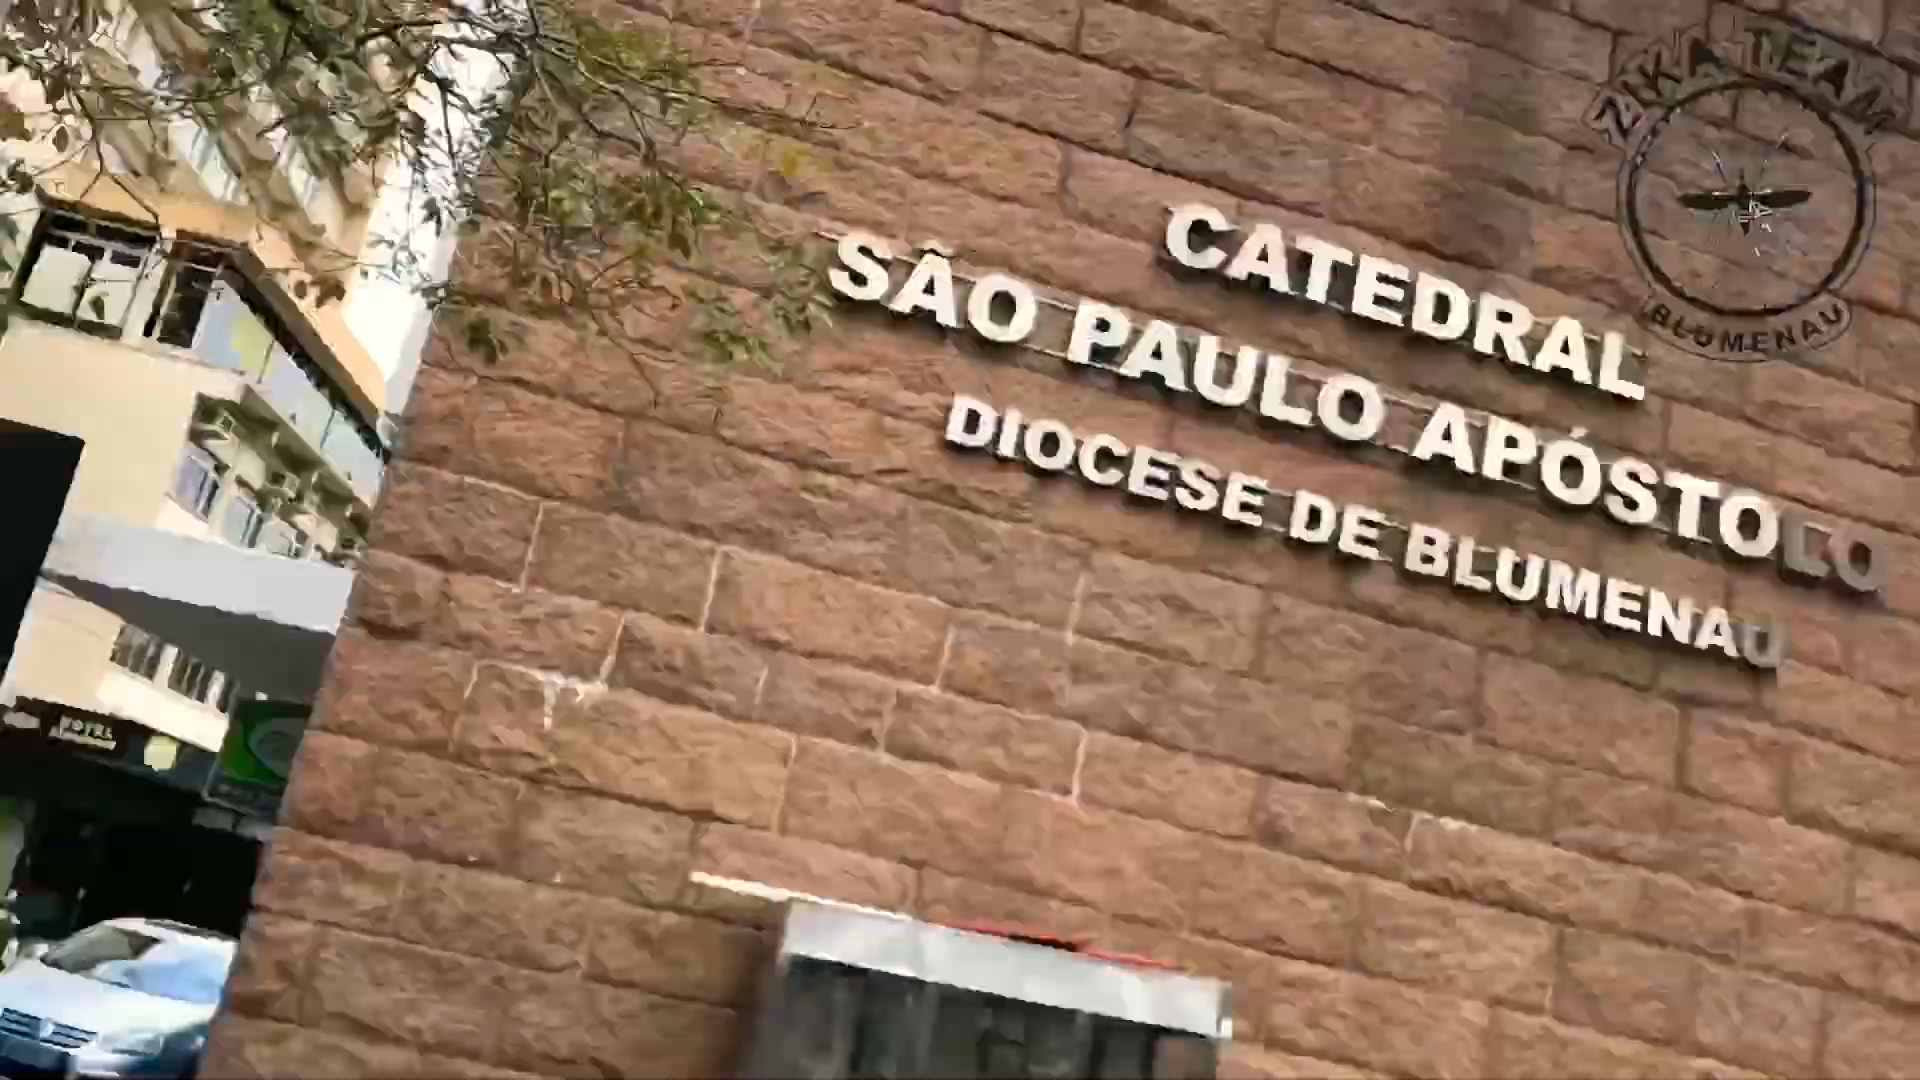 CATEDRAL
SÃO PAULO APÓSTOLO
DIOCESE DE BLUMENAU
ZIKA TEAM
BLUMENAU
HOTEL